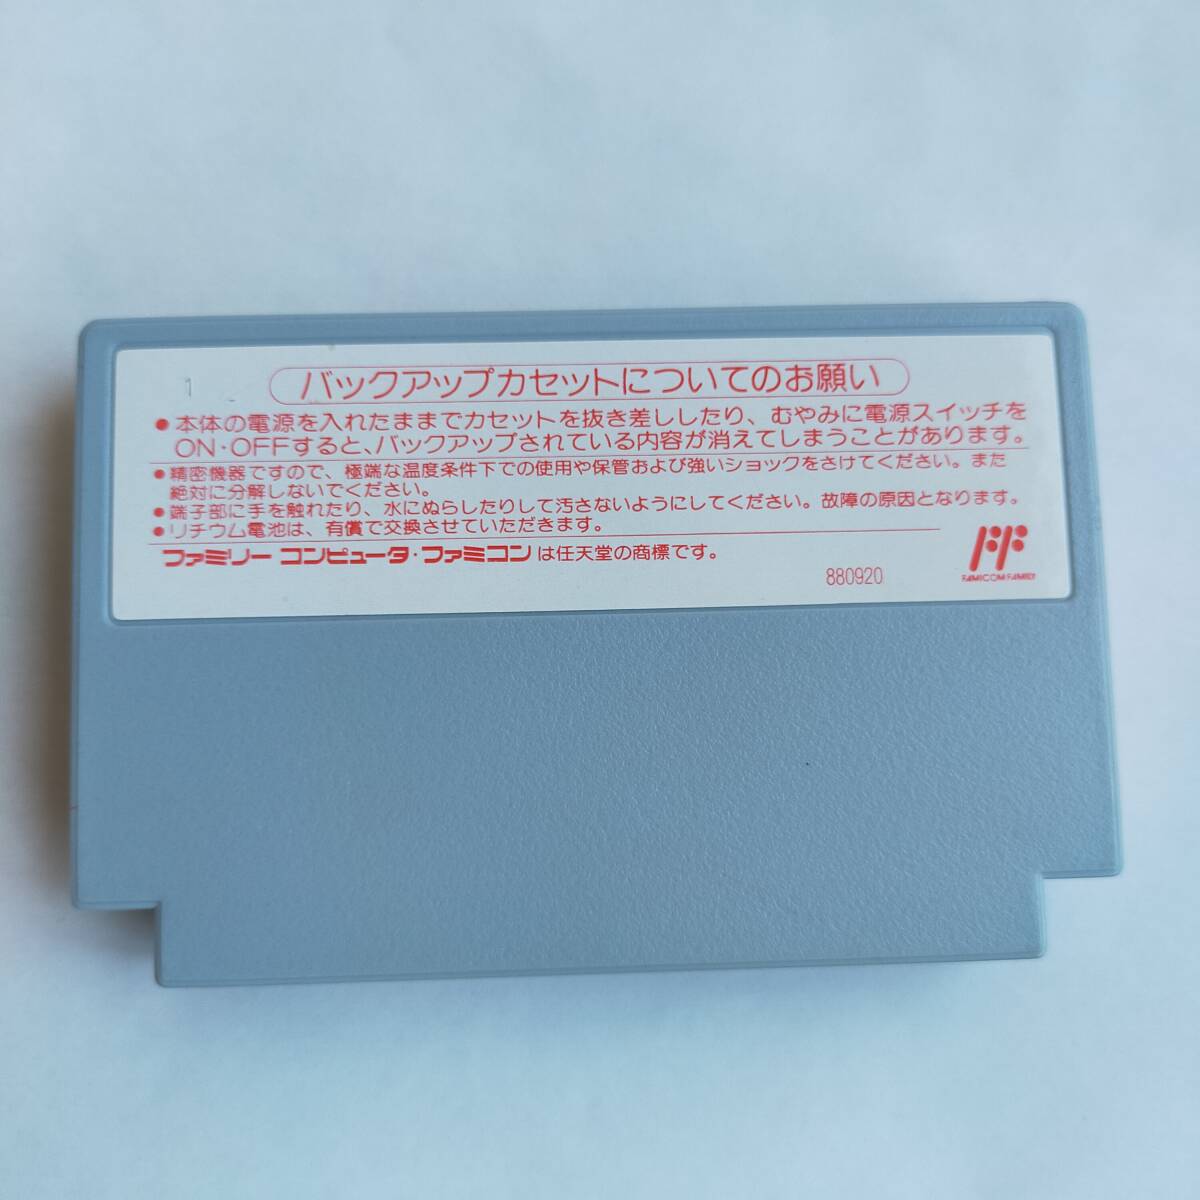 1
バックアップカセットについてのお願い
●本体の電源を入れたままでカセットを抜き差ししたり、むやみに電源スイッチを
ON・OFFすると、バックアップされている内容が消えてしまうことがあります。
●精密機器ですので、極端な温度条件下での使用や保管および強いショックをさけてください。また
絶対に分解しないでください。
●端子部に手を触れたり、水にぬらしたりして汚さないようにしてください。故障の原因となります。
●リチウム電池は、有償で交換させていただきます。
ファミリー コンピュータ・ファミコンは任天堂の商標です。
880920
FAMICOM FAMILY